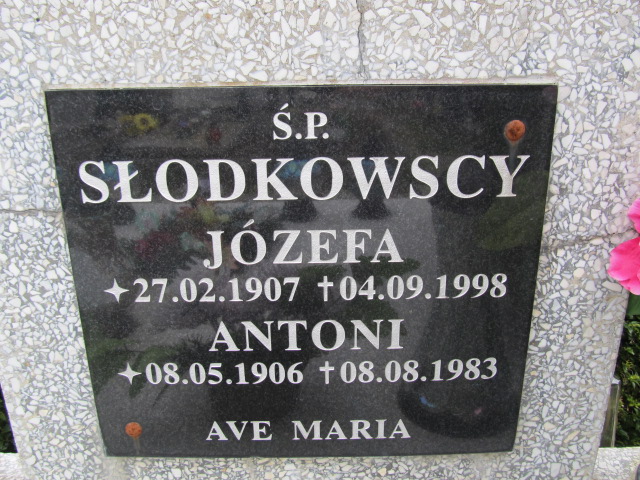 Ś.P.
SŁODKOWSCY
JÓZEFA
✦27.02.1907 †04.09.1998
ANTONI
✦08.05.1906 †08.08.1983
AVE MARIA